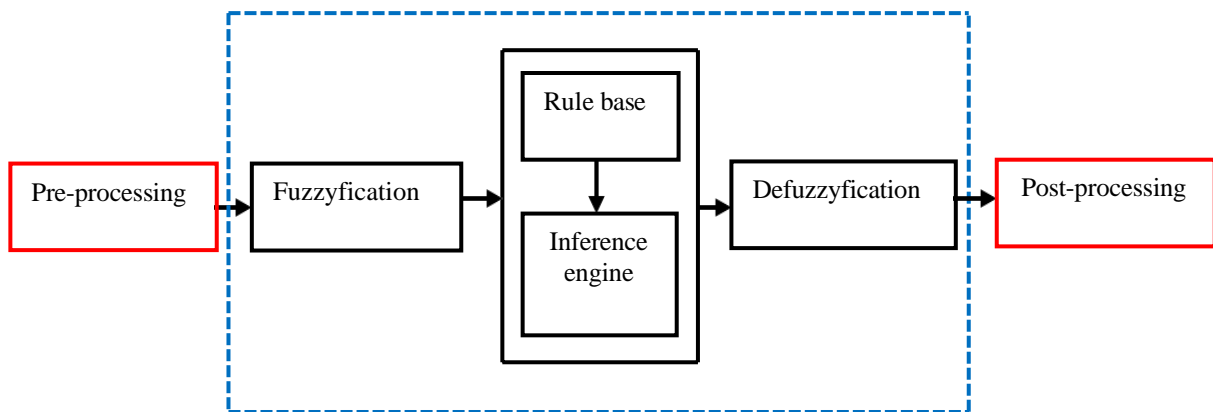 Pre-processing
Fuzzyfication
Rule base
Inference
engine
Defuzzyfication
Post-processing